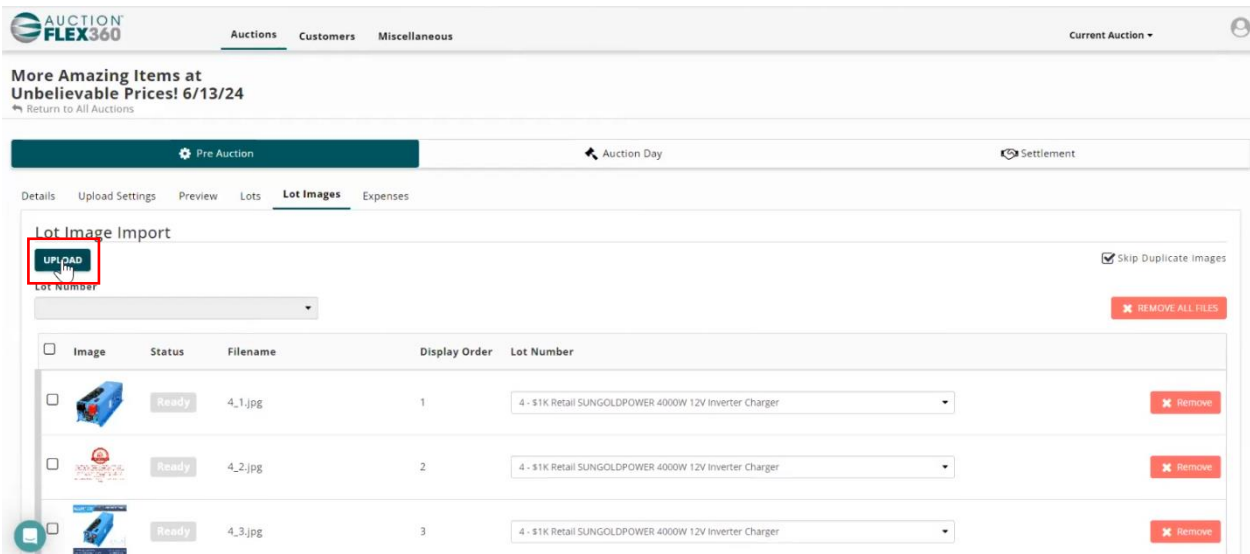 AUCTION
FLEX360
Auctions Customers Miscellaneous Current Auction
More Amazing Items at
Unbelievable Prices! 6/13/24
Return to All Auctions
Pre Auction Auction Day Settlement
Details Upload Settings Preview Lots Lot Images Expenses
Lot Image Import
UPLOAD Skip Duplicate Images
Lot Number
REMOVE ALL FILES
Image Status Filename Display Order Lot Number
Ready 4_1.jpg 1 4 - $1K Retail SUNGOLDPOWER 4000W 12V Inverter Charger Remove
Ready 4_2.jpg 2 4 - $1K Retail SUNGOLDPOWER 4000W 12V Inverter Charger Remove
Ready 4_3.jpg 3 4 - $1K Retail SUNGOLDPOWER 4000W 12V Inverter Charger Remove